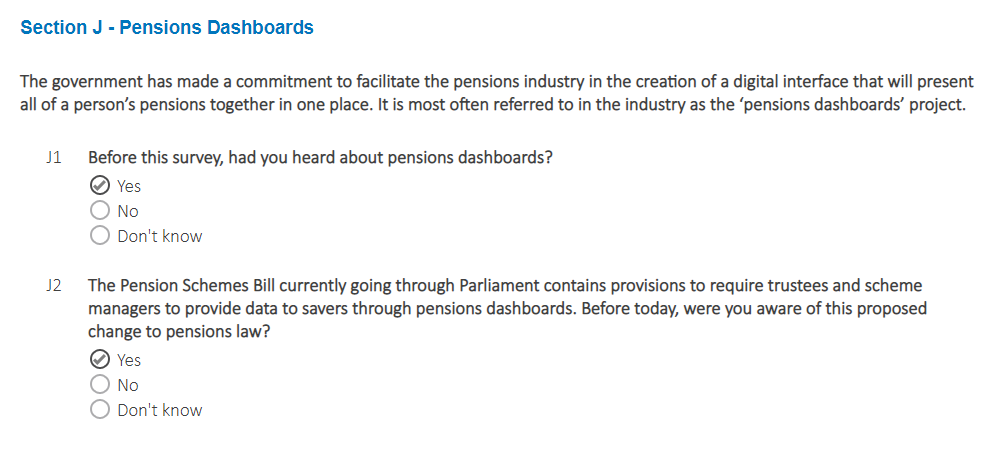 Section J - Pensions Dashboards
The government has made a commitment to facilitate the pensions industry in the creation of a digital interface that will present
all of a person’s pensions together in one place. It is most often referred to in the industry as the ‘pensions dashboards’ project.
J1 Before this survey, had you heard about pensions dashboards?
Yes
No
Don't know
J2 The Pension Schemes Bill currently going through Parliament contains provisions to require trustees and scheme
managers to provide data to savers through pensions dashboards. Before today, were you aware of this proposed
change to pensions law?
Yes
No
Don't know